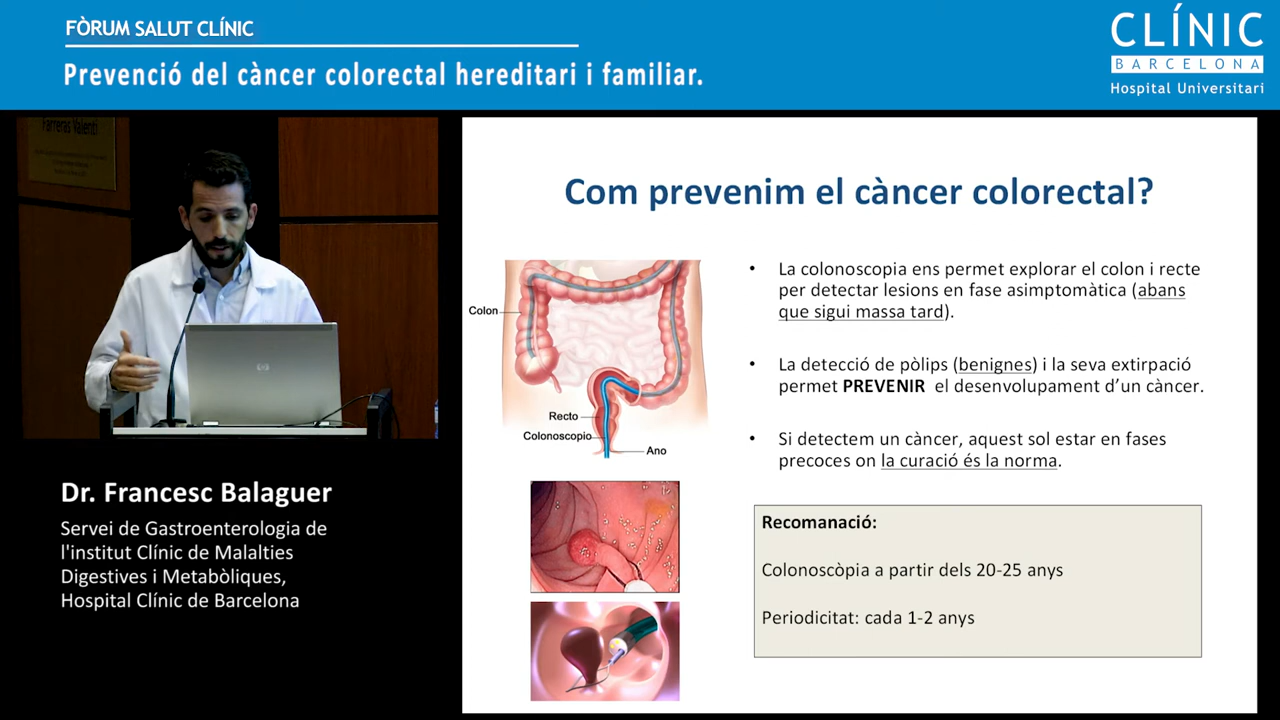 FÒRUM SALUT CLÍNIC
Prevenció del càncer colorectal hereditari i familiar.
CLÍNIC
BARCELONA
Hospital Universitari
Farreras Valentí
Com prevenim el càncer colorectal?
Colon
Recto
Colonoscopio
Ano
• La colonoscopia ens permet explorar el colon i recte
per detectar lesions en fase asimptomàtica (abans
que sigui massa tard).
• La detecció de pòlips (benignes) i la seva extirpació
permet PREVENIR el desenvolupament d'un càncer.
• Si detectem un càncer, aquest sol estar en fases
precoces on la curació és la norma.
Recomanació:
Colonoscòpia a partir dels 20-25 anys
Periodicitat: cada 1-2 anys
Dr. Francesc Balaguer
Servei de Gastroenterologia de
l'institut Clínic de Malalties
Digestives i Metabòliques,
Hospital Clínic de Barcelona